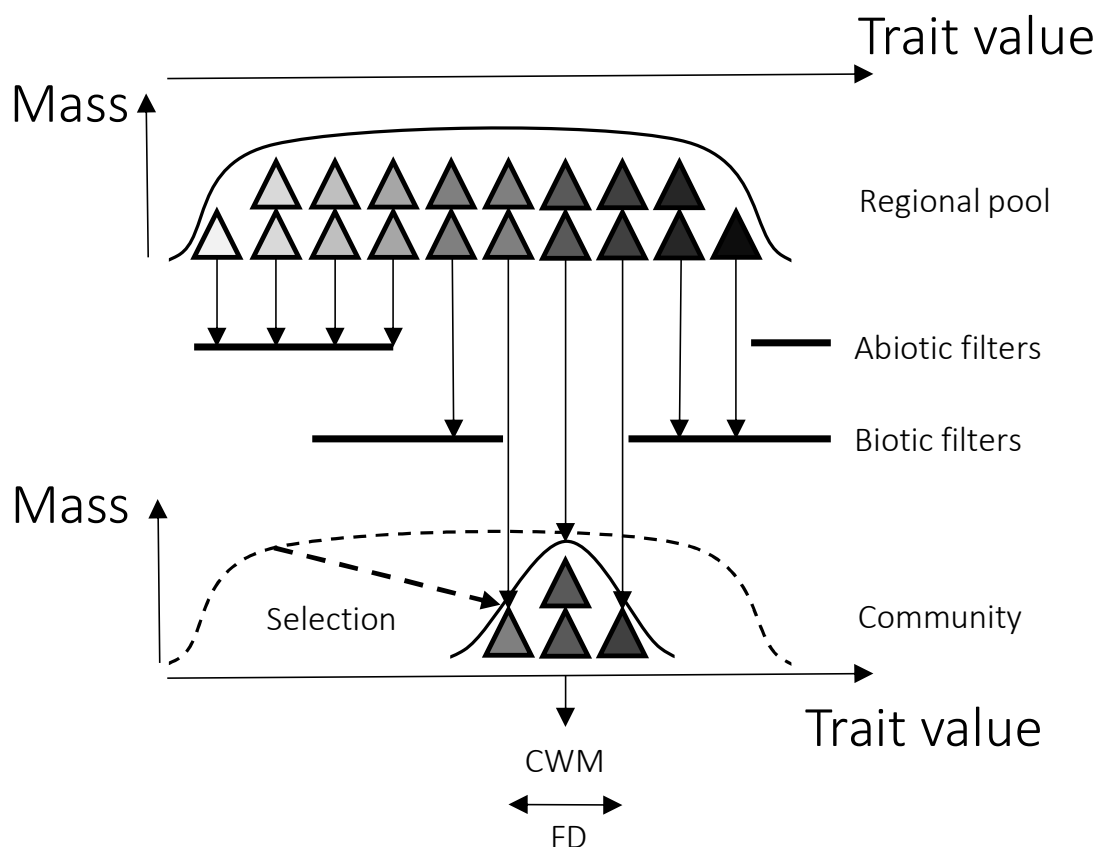 Trait value
Mass
Regional pool
Abiotic filters
Biotic filters
Mass
Selection
Community
Trait value
CWM
FD